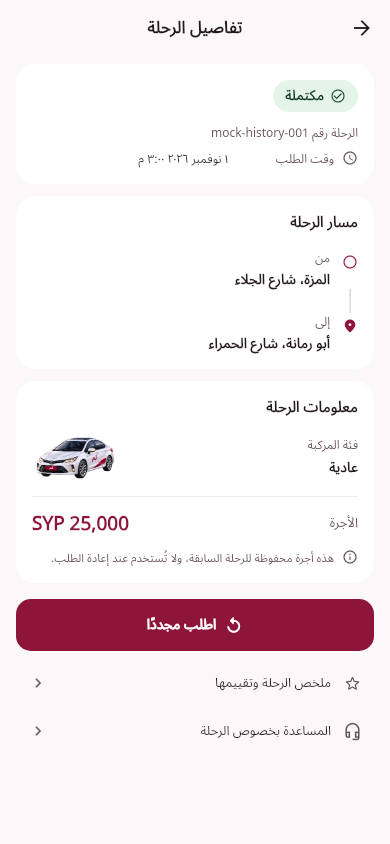 تفاصيل الرحلة
مكتملة
الرحلة رقم mock-history-001
وقت الطلب ١ نوفمبر ٢٠٢٦ ٣:٠٠ م
مسار الرحلة
من
المزة، شارع الجلاء
إلى
أبو رمانة، شارع الحمراء
معلومات الرحلة
فئة المركبة
عادية
الأجرة SYP 25,000
هذه أجرة محفوظة للرحلة السابقة، ولا تُستخدم عند إعادة الطلب.
اطلب مجددًا
ملخص الرحلة وتقييمها
المساعدة بخصوص الرحلة